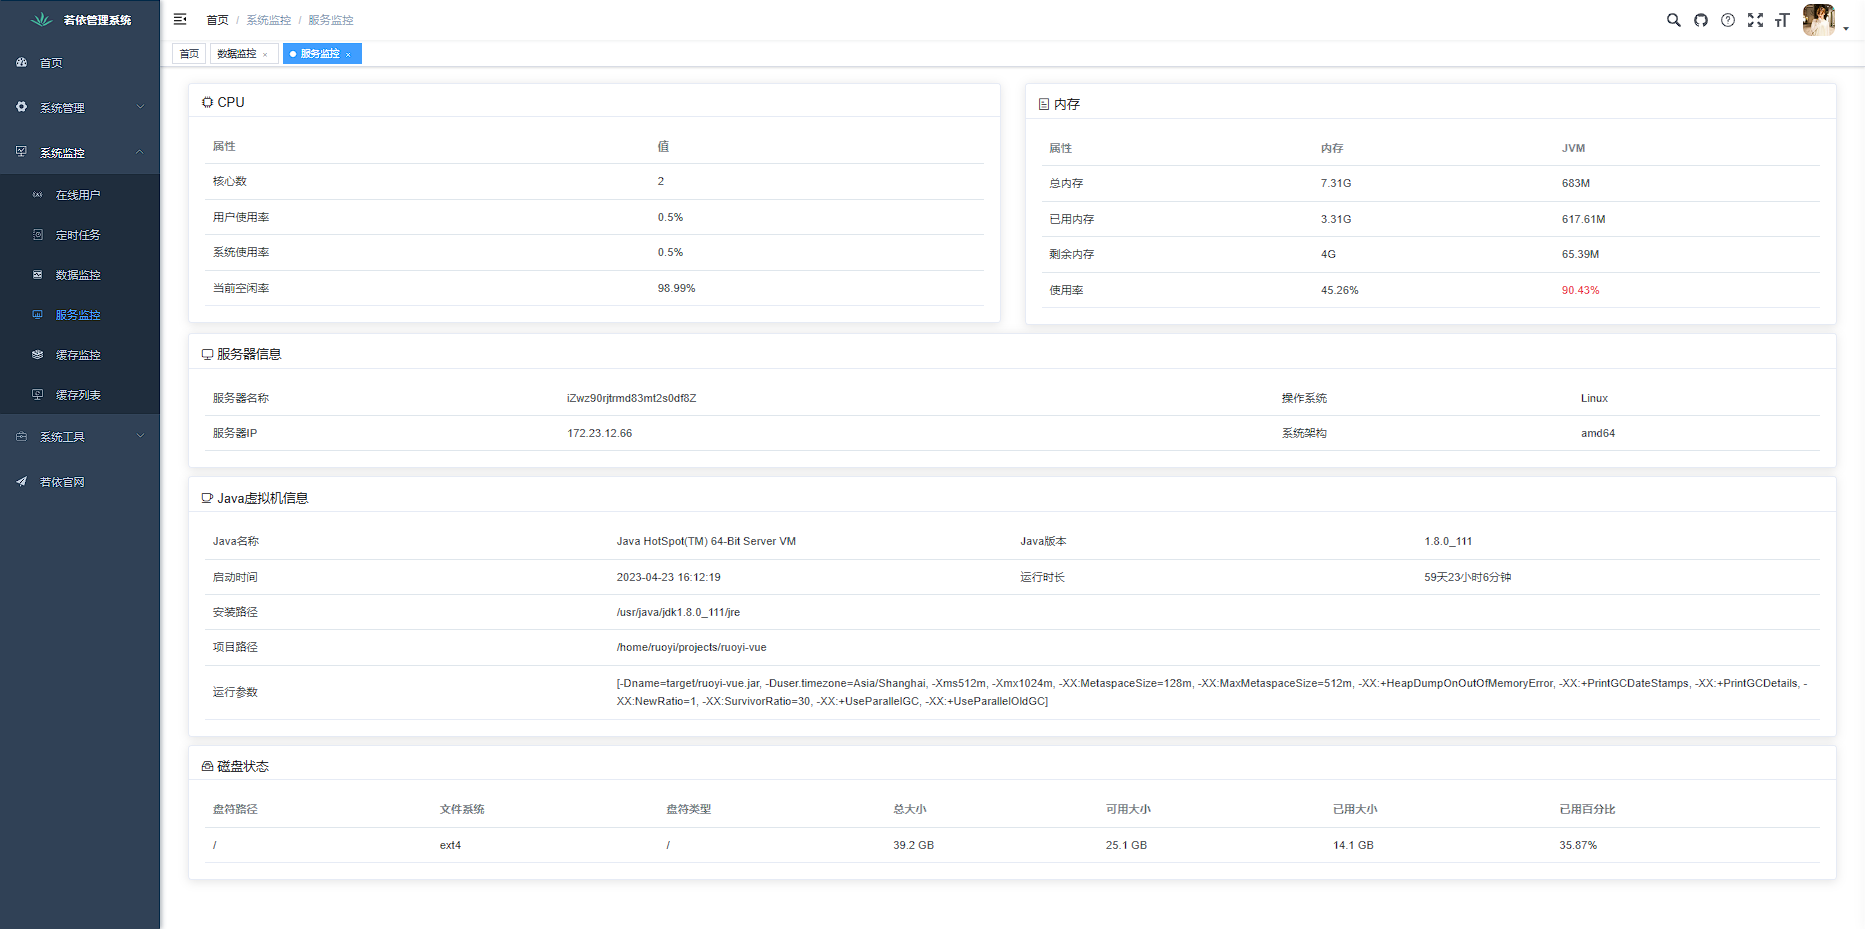 若依管理系统
首页
系统管理
系统监控
在线用户
定时任务
数据监控
服务监控
缓存监控
缓存列表
系统工具
若依官网
首页 / 系统监控 / 服务监控
首页 数据监控 × 服务监控 ×
CPU
属性 值
核心数 2
用户使用率 0.5%
系统使用率 0.5%
当前空闲率 98.99%
内存
属性 内存 JVM
总内存 7.31G 683M
已用内存 3.31G 617.61M
剩余内存 4G 65.39M
使用率 45.26% 90.43%
服务器信息
服务器名称 iZwz90rjtrmd83mt2s0df8Z 操作系统 Linux
服务器IP 172.23.12.66 系统架构 amd64
Java虚拟机信息
Java名称 Java HotSpot(TM) 64-Bit Server VM Java版本 1.8.0_111
启动时间 2023-04-23 16:12:19 运行时长 59天23小时6分钟
安装路径 /usr/java/jdk1.8.0_111/jre
项目路径 /home/ruoyi/projects/ruoyi-vue
运行参数 [-Dname=target/ruoyi-vue.jar, -Duser.timezone=Asia/Shanghai, -Xms512m, -Xmx1024m, -XX:MetaspaceSize=128m, -XX:MaxMetaspaceSize=512m, -XX:+HeapDumpOnOutOfMemoryError, -XX:+PrintGCDateStamps, -XX:+PrintGCDetails, -
XX:NewRatio=1, -XX:SurvivorRatio=30, -XX:+UseParallelGC, -XX:+UseParallelOldGC]
磁盘状态
盘符路径 文件系统 盘符类型 总大小 可用大小 已用大小 已用百分比
/ ext4 / 39.2 GB 25.1 GB 14.1 GB 35.87%